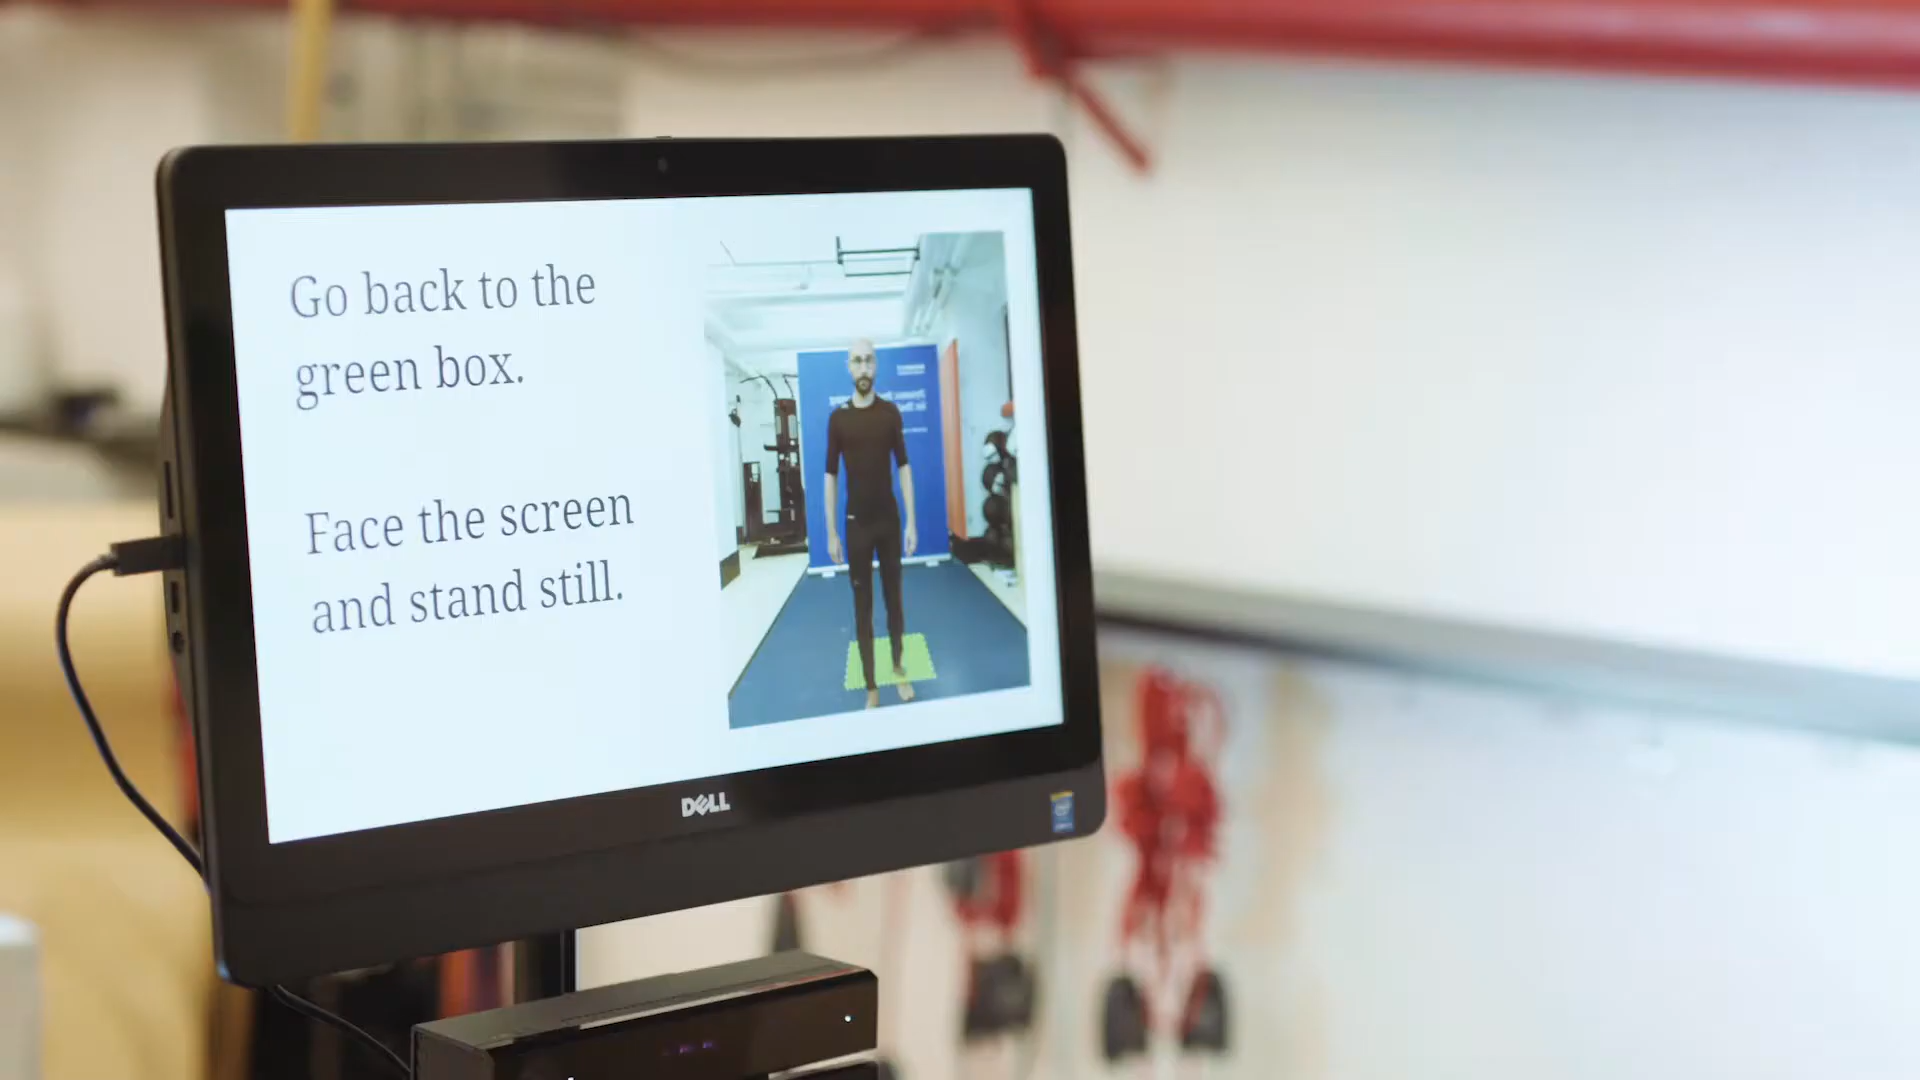 Go back to the
green box.
Face the screen
and stand still.
DELL